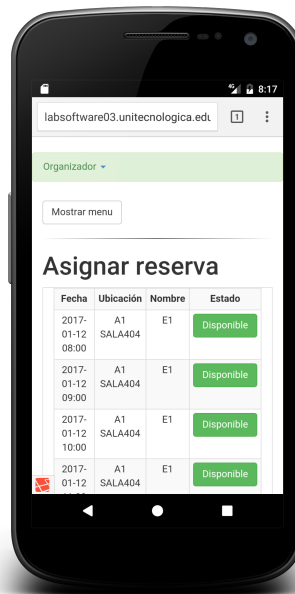 4G 8:17
labsoftware03.unitecnologica.edu
1
Organizador
Mostrar menu
Asignar reserva
Fecha Ubicación Nombre Estado
2017-01-12 08:00 A1 SALA404 E1 Disponible
2017-01-12 09:00 A1 SALA404 E1 Disponible
2017-01-12 10:00 A1 SALA404 E1 Disponible
2017-01-12 A1 SALA404 E1 Disponible